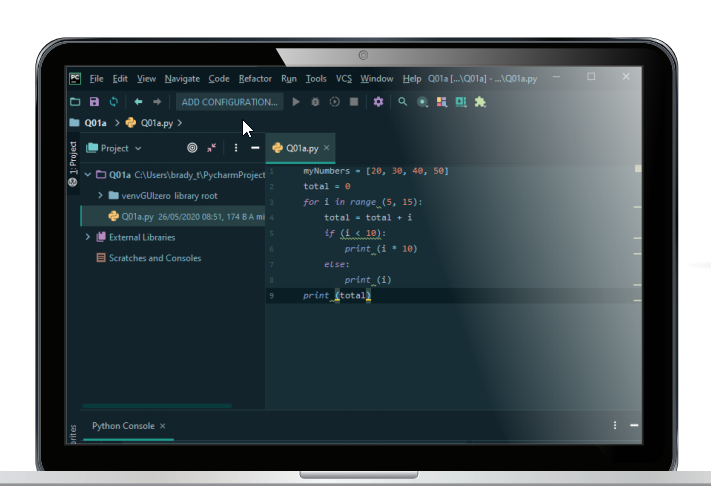 PC File Edit View Navigate Code Refactor Run Tools VCS Window Help Q01a [...\Q01a] - ...\Q01a.py
ADD CONFIGURATION...
Q01a > Q01a.py >
1: Project
Project
Q01a.py ×
Q01a C:\Users\brady_t\PycharmProject
venvGUIzero library root
Q01a.py 26/05/2020 08:51, 174 B A mi
External Libraries
Scratches and Consoles
1 myNumbers = [20, 30, 40, 50]
2 total = 0
3 for i in range (5, 15):
4 total = total + i
5 if (i < 10):
6 print (i * 10)
7 else:
8 print (i)
9 print (total)
Python Console ×